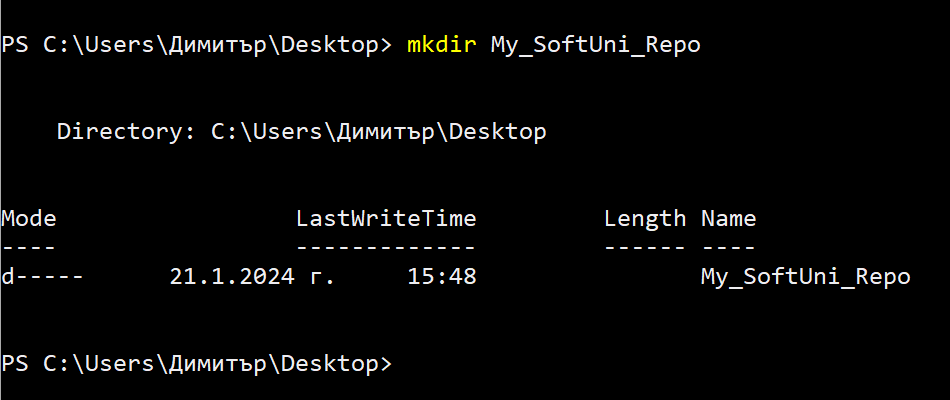 PS C:\Users\Димитър\Desktop> mkdir My_SoftUni_Repo
Directory: C:\Users\Димитър\Desktop
Mode LastWriteTime Length Name
---- ------------- ------ ----
d----- 21.1.2024 г. 15:48 My_SoftUni_Repo
PS C:\Users\Димитър\Desktop>